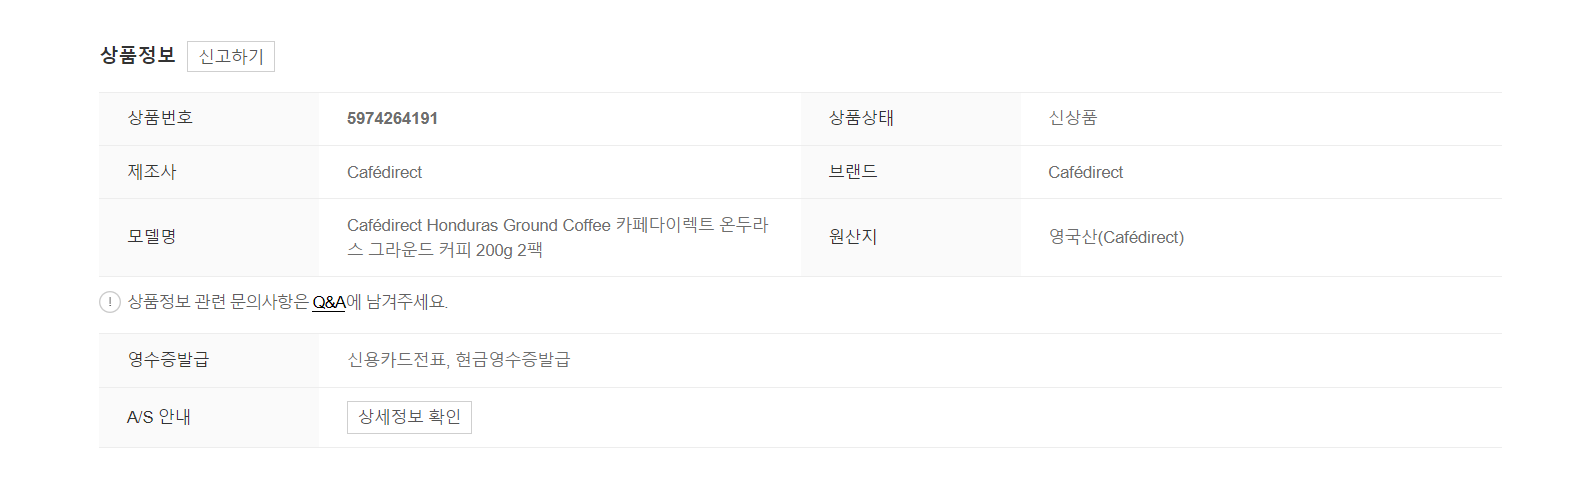 상품정보 신고하기
상품번호 5974264191 상품상태 신상품
제조사 Cafédirect 브랜드 Cafédirect
모델명 Cafédirect Honduras Ground Coffee 카페다이렉트 온두라
스 그라운드 커피 200g 2팩 원산지 영국산(Cafédirect)
! 상품정보 관련 문의사항은 Q&A에 남겨주세요.
영수증발급 신용카드전표, 현금영수증발급
A/S 안내 상세정보 확인